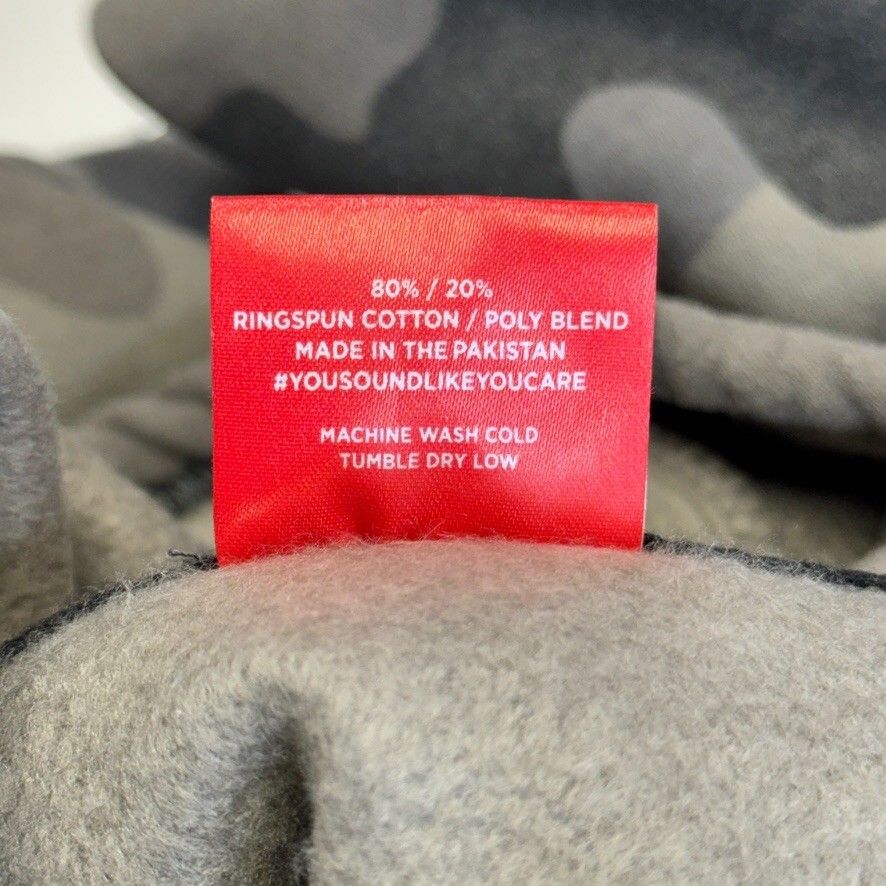 80% / 20%
RINGSPUN COTTON / POLY BLEND
MADE IN THE PAKISTAN
#YOUSOUNDLIKEYOUCARE
MACHINE WASH COLD
TUMBLE DRY LOW